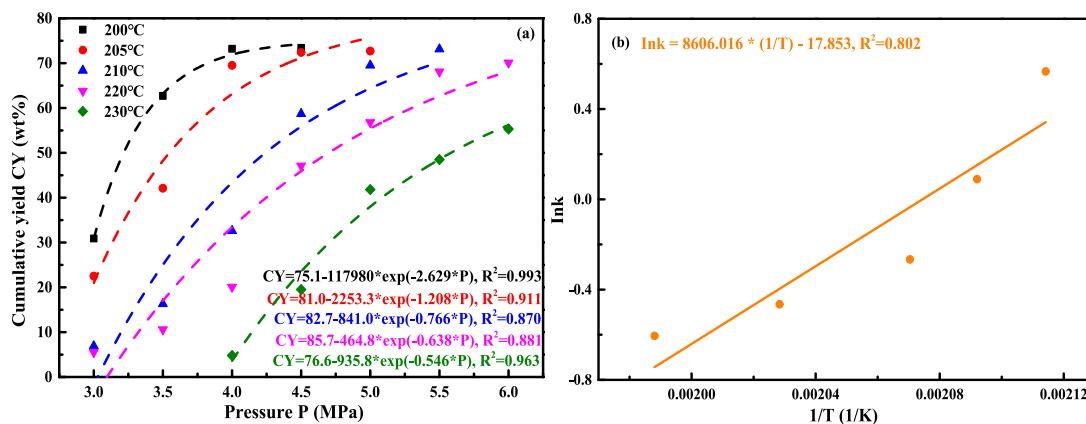 (a)
200°C
205°C
210°C
220°C
230°C
Cumulative yield CY (wt%)
80
70
60
50
40
30
20
10
0
CY=75.1-117980*exp(-2.629*P), R²=0.993
CY=81.0-2253.3*exp(-1.208*P), R²=0.911
CY=82.7-841.0*exp(-0.766*P), R²=0.870
CY=85.7-464.8*exp(-0.638*P), R²=0.881
CY=76.6-935.8*exp(-0.546*P), R²=0.963
3.0 3.5 4.0 4.5 5.0 5.5 6.0
Pressure P (MPa)
(b)
lnk = 8606.016 * (1/T) - 17.853, R²=0.802
lnk
0.8
0.4
0.0
-0.4
-0.8
0.00200 0.00204 0.00208 0.00212
1/T (1/K)